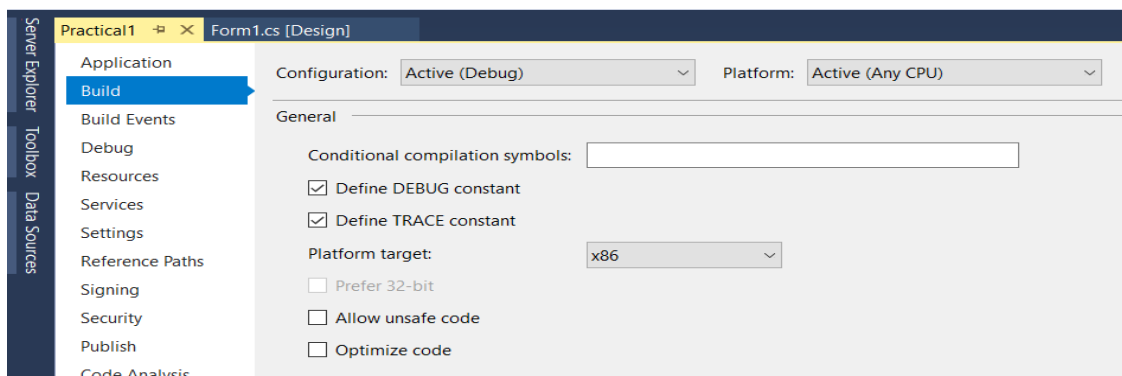 Server Explorer
Toolbox
Data Sources
Practical1
Form1.cs [Design]
Application
Build
Build Events
Debug
Resources
Services
Settings
Reference Paths
Signing
Security
Publish
Code Analysis
Configuration: Active (Debug) Platform: Active (Any CPU)
General
Conditional compilation symbols:
Define DEBUG constant
Define TRACE constant
Platform target: x86
Prefer 32-bit
Allow unsafe code
Optimize code